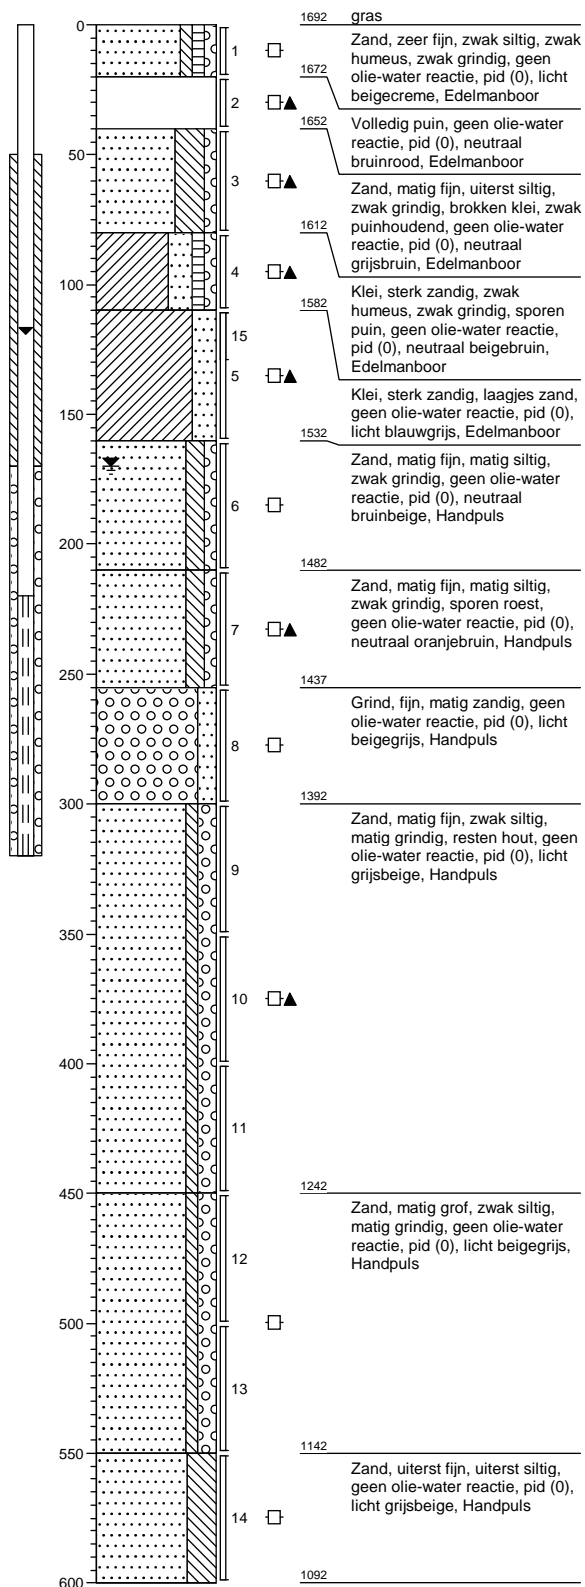 0
50
100
150
200
250
300
350
400
450
500
550
600
1
2
3
4
15
5
6
7
8
9
10
11
12
13
14
1692 gras
Zand, zeer fijn, zwak siltig, zwak
humeus, zwak grindig, geen
olie-water reactie, pid (0), licht
beigecreme, Edelmanboor
1672
Volledig puin, geen olie-water
reactie, pid (0), neutraal
bruinrood, Edelmanboor
1652
Zand, matig fijn, uiterst siltig,
zwak grindig, brokken klei, zwak
puinhoudend, geen olie-water
reactie, pid (0), neutraal
grijsbruin, Edelmanboor
1612
Klei, sterk zandig, zwak
humeus, zwak grindig, sporen
puin, geen olie-water reactie,
pid (0), neutraal beigebruin,
Edelmanboor
1582
Klei, sterk zandig, laagjes zand,
geen olie-water reactie, pid (0),
licht blauwgrijs, Edelmanboor
1532
Zand, matig fijn, matig siltig,
zwak grindig, geen olie-water
reactie, pid (0), neutraal
bruinbeige, Handpuls
1482
Zand, matig fijn, matig siltig,
zwak grindig, sporen roest,
geen olie-water reactie, pid (0),
neutraal oranjebruin, Handpuls
1437
Grind, fijn, matig zandig, geen
olie-water reactie, pid (0), licht
beigegrijs, Handpuls
1392
Zand, matig fijn, zwak siltig,
matig grindig, resten hout, geen
olie-water reactie, pid (0), licht
grijsbeige, Handpuls
1242
Zand, matig grof, zwak siltig,
matig grindig, geen olie-water
reactie, pid (0), licht beigegrijs,
Handpuls
1142
Zand, uiterst fijn, uiterst siltig,
geen olie-water reactie, pid (0),
licht grijsbeige, Handpuls
1092